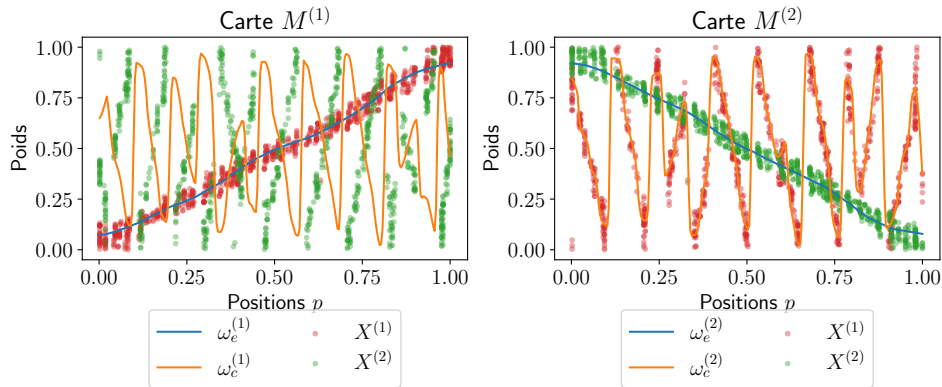 Carte $M^{(1)}$
Poids
1.00
0.75
0.50
0.25
0.00
0.00 0.25 0.50 0.75 1.00
Positions $p$
$\omega_e^{(1)}$ $X^{(1)}$
$\omega_c^{(1)}$ $X^{(2)}$
Carte $M^{(2)}$
Poids
1.00
0.75
0.50
0.25
0.00
0.00 0.25 0.50 0.75 1.00
Positions $p$
$\omega_e^{(2)}$ $X^{(1)}$
$\omega_c^{(2)}$ $X^{(2)}$